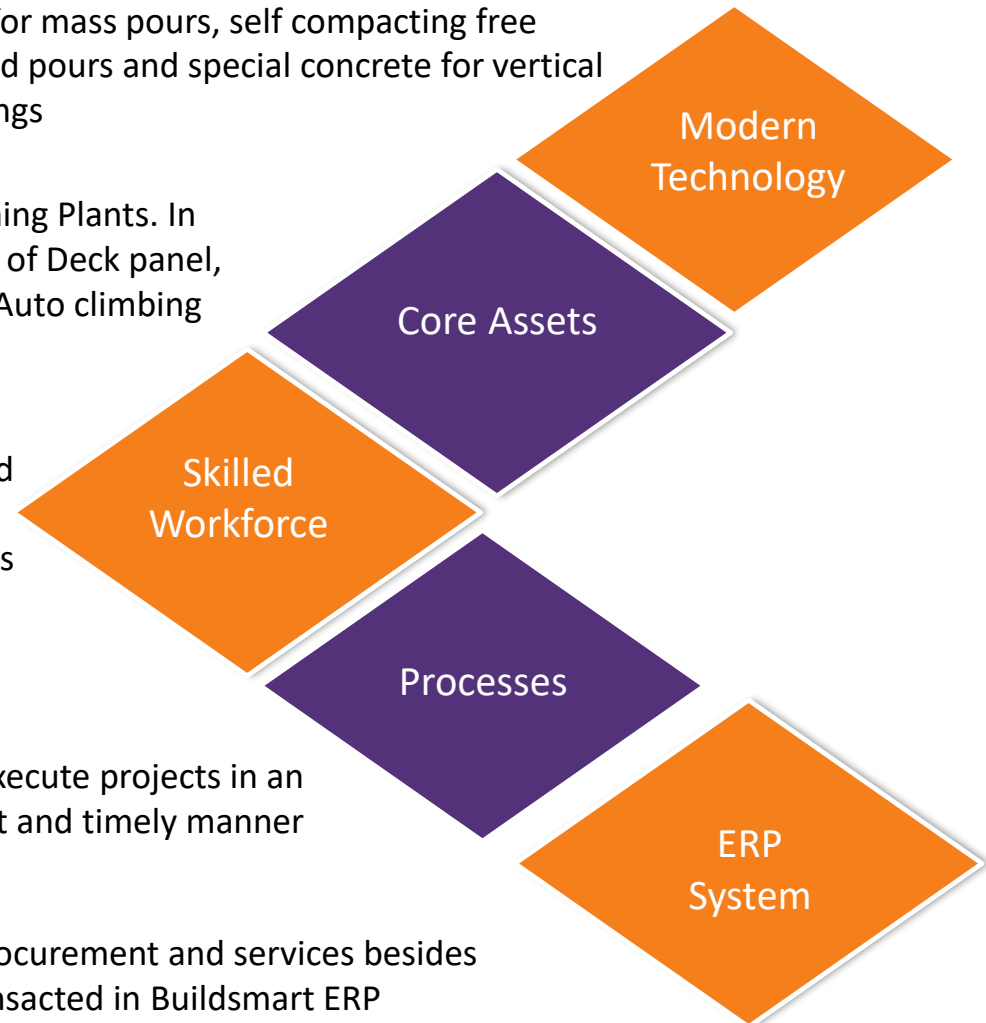 or mass pours, self compacting free
d pours and special concrete for vertical
ngs
Modern
Technology
ing Plants. In
of Deck panel,
Auto climbing
Core Assets
d
s
Skilled
Workforce
Processes
xecute projects in an
t and timely manner
ERP
System
ocurement and services besides
nsacted in Buildsmart ERP